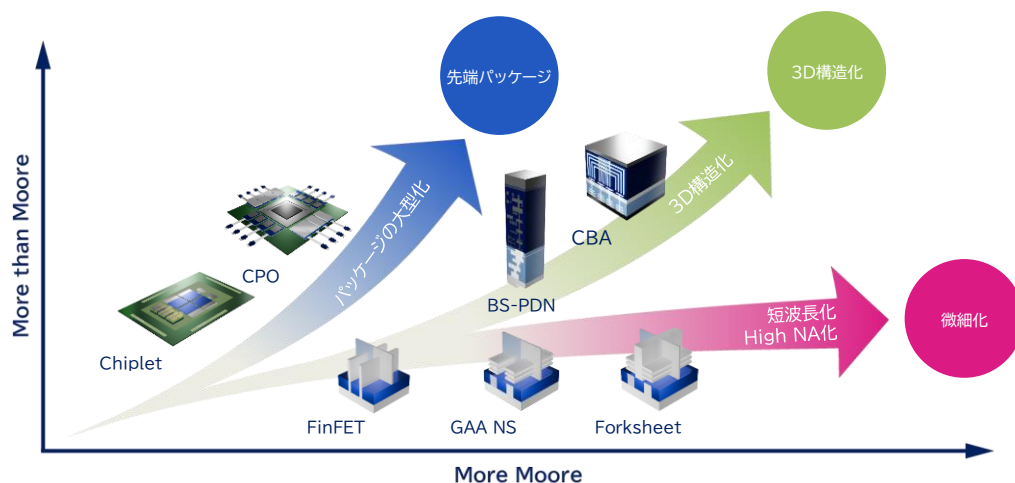 先端パッケージ
3D構造化
More than Moore
パッケージの大型化
3D構造化
CBA
CPO
BS-PDN
短波長化
High NA化
微細化
Chiplet
FinFET
GAA NS
Forksheet
More Moore